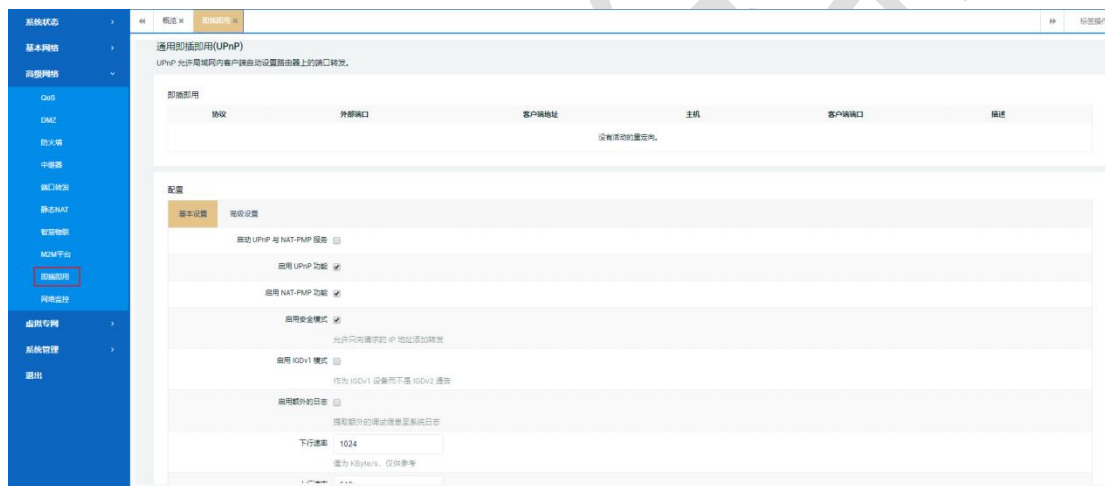 系统状态
基本网络
高级网络
QoS
DMZ
防火墙
中继器
端口转发
静态NAT
智慧物联
M2M平台
即插即用
网络监控
虚拟专网
系统管理
退出
概览 × 即插即用 × 标签操作
通用即插即用(UPnP)
UPnP 允许局域网内客户端自动设置路由器上的端口转发。
即插即用
协议 外部端口 客户端地址 主机 客户端端口 描述
没有活动的重定向。
配置
基本设置 高级设置
启动 UPnP 与 NAT-PMP 服务
启用 UPnP 功能
启用 NAT-PMP 功能
启用安全模式
允许只向请求的 IP 地址添加转发
启用 IGDv1 模式
作为 IGDv1 设备而不是 IGDv2 通告
启用额外的日志
提取额外的调试信息至系统日志
下行速率 1024
值为 KByte/s，仅供参考